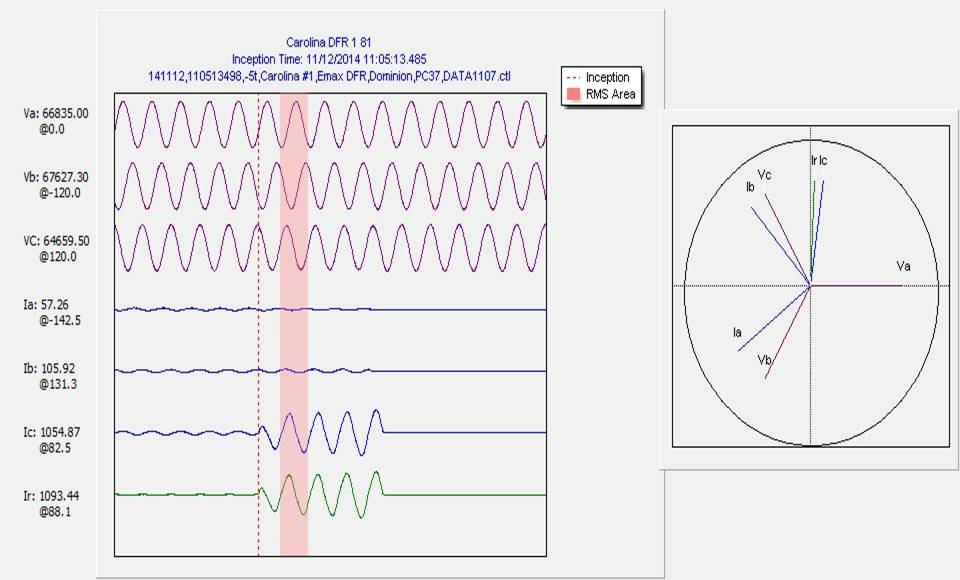 Carolina DFR 1 81
Inception Time: 11/12/2014 11:05:13.485
141112,110513498,-5t,Carolina #1,Emax DFR,Dominion,PC37,DATA1107.ctl
Inception
RMS Area
Va: 66835.00
@0.0
Vb: 67627.30
@-120.0
VC: 64659.50
@120.0
Ia: 57.26
@-142.5
Ib: 105.92
@131.3
Ic: 1054.87
@82.5
Ir: 1093.44
@88.1
Ir Ic
Vc
Ib
Va
Ia
Vb